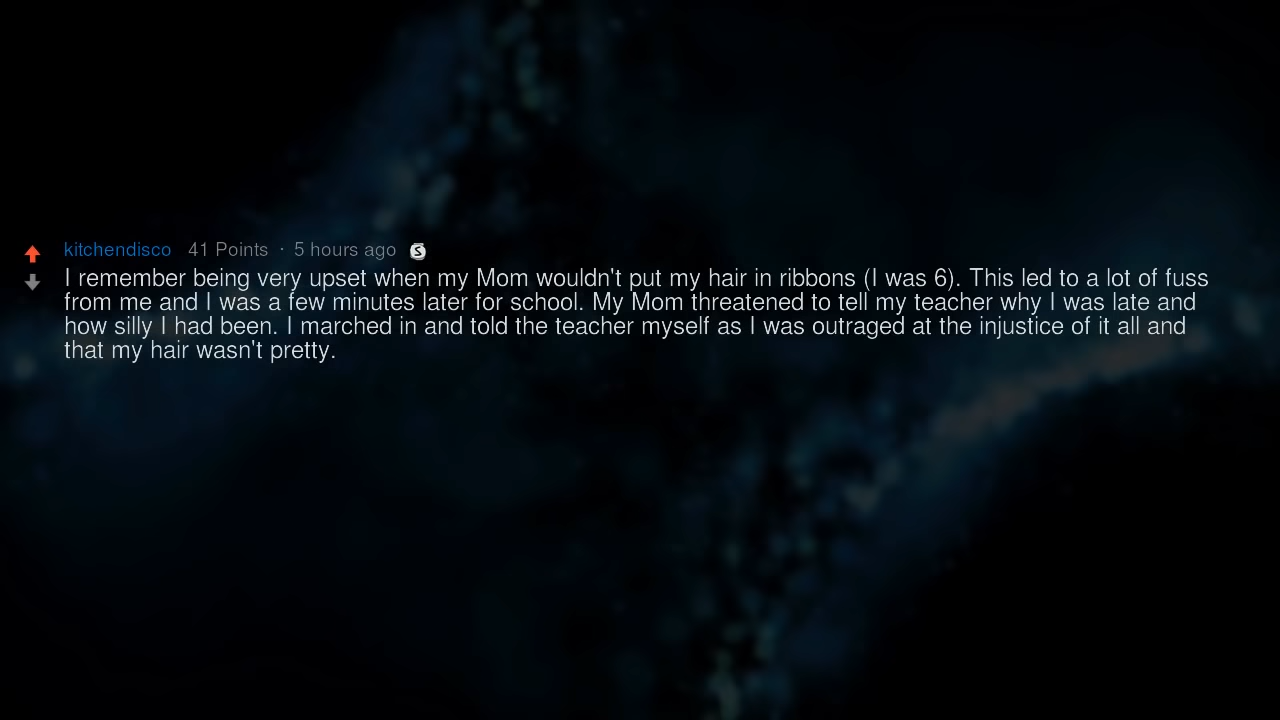 kitchendisco 41 Points · 5 hours ago
I remember being very upset when my Mom wouldn't put my hair in ribbons (I was 6). This led to a lot of fuss
from me and I was a few minutes later for school. My Mom threatened to tell my teacher why I was late and
how silly I had been. I marched in and told the teacher myself as I was outraged at the injustice of it all and
that my hair wasn't pretty.